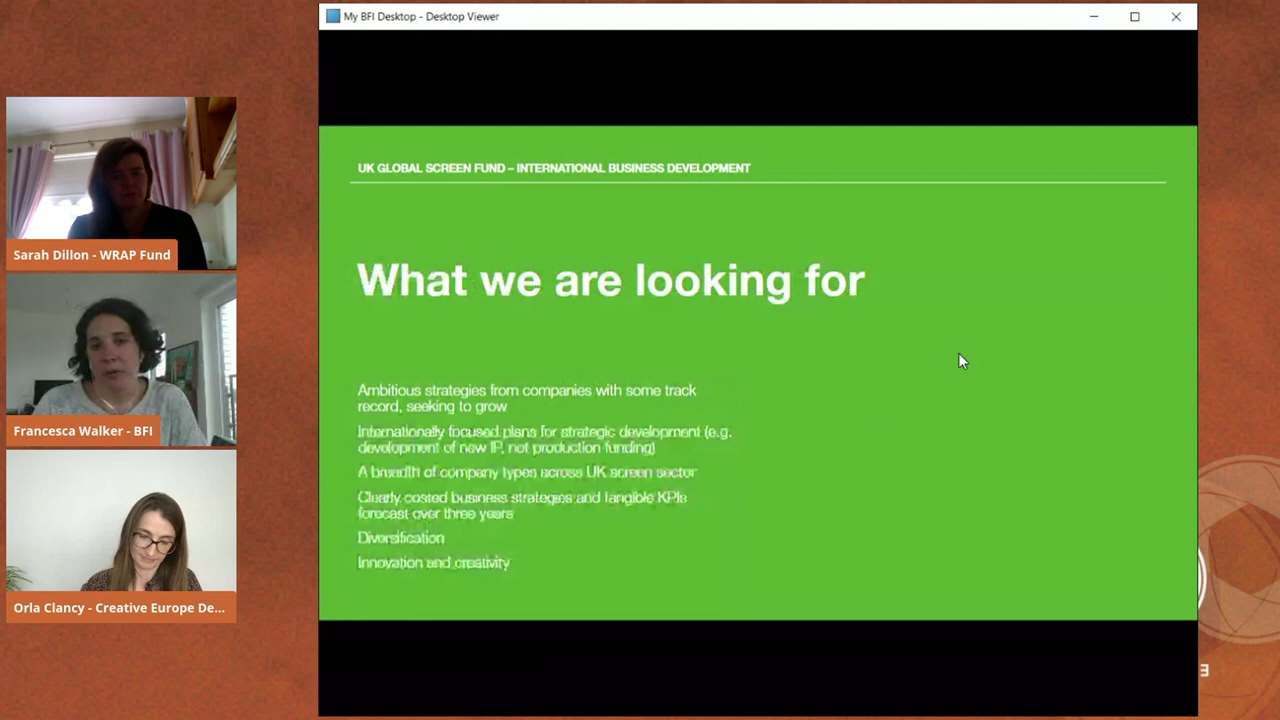 My BFI Desktop - Desktop Viewer
UK GLOBAL SCREEN FUND – INTERNATIONAL BUSINESS DEVELOPMENT
What we are looking for
Ambitious strategies from companies with some track
record, seeking to grow
Internationally focused plans for strategic development (e.g.
development of new IP, not production funding)
A breadth of company types across UK screen sector
Clearly costed business strategies and tangible KPIs
forecast over three years
Diversification
Innovation and creativity
Sarah Dillon - WRAP Fund
Francesca Walker - BFI
Orla Clancy - Creative Europe De...